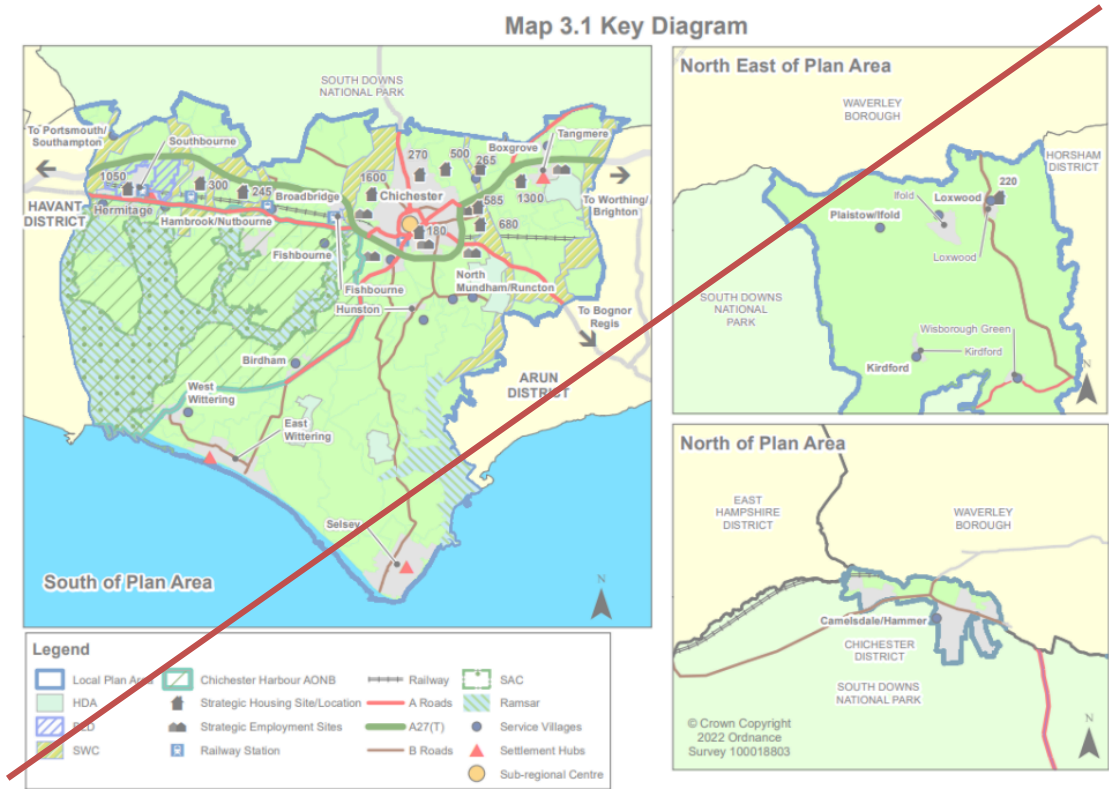 Map 3.1 Key Diagram
SOUTH DOWNS
NATIONAL PARK
To Portsmouth/
Southampton
Southbourne
Tangmere
Boxgrove
270
500
265
1050
300
245
1600
Chichester
Broadbridge
1300
585
HAVANT
DISTRICT
Hermitage
Hambrook/Nutbourne
180
680
To Worthing/
Brighton
Fishbourne
Fishbourne
North
Mundham/Runcton
Hunston
To Bognor
Regis
Birdham
ARUN
DISTRICT
West
Wittering
East
Wittering
Selsey
South of Plan Area
N
North East of Plan Area
WAVERLEY
BOROUGH
HORSHAM
DISTRICT
220
Ifold
Loxwood
Plaistow/Ifold
Loxwood
SOUTH DOWNS
NATIONAL
PARK
Wisborough Green
Kirdford
Kirdford
N
North of Plan Area
EAST
HAMPSHIRE
DISTRICT
WAVERLEY
BOROUGH
Camelsdale/Hammer
CHICHESTER
DISTRICT
SOUTH DOWNS
NATIONAL PARK
© Crown Copyright
2022 Ordnance
Survey 100018803
N
Legend
Local Plan Area
Chichester Harbour AONB
Railway
SAC
HDA
Strategic Housing Site/Location
A Roads
Ramsar
Strategic Employment Sites
A27(T)
Service Villages
SWC
Railway Station
B Roads
Settlement Hubs
Sub-regional Centre